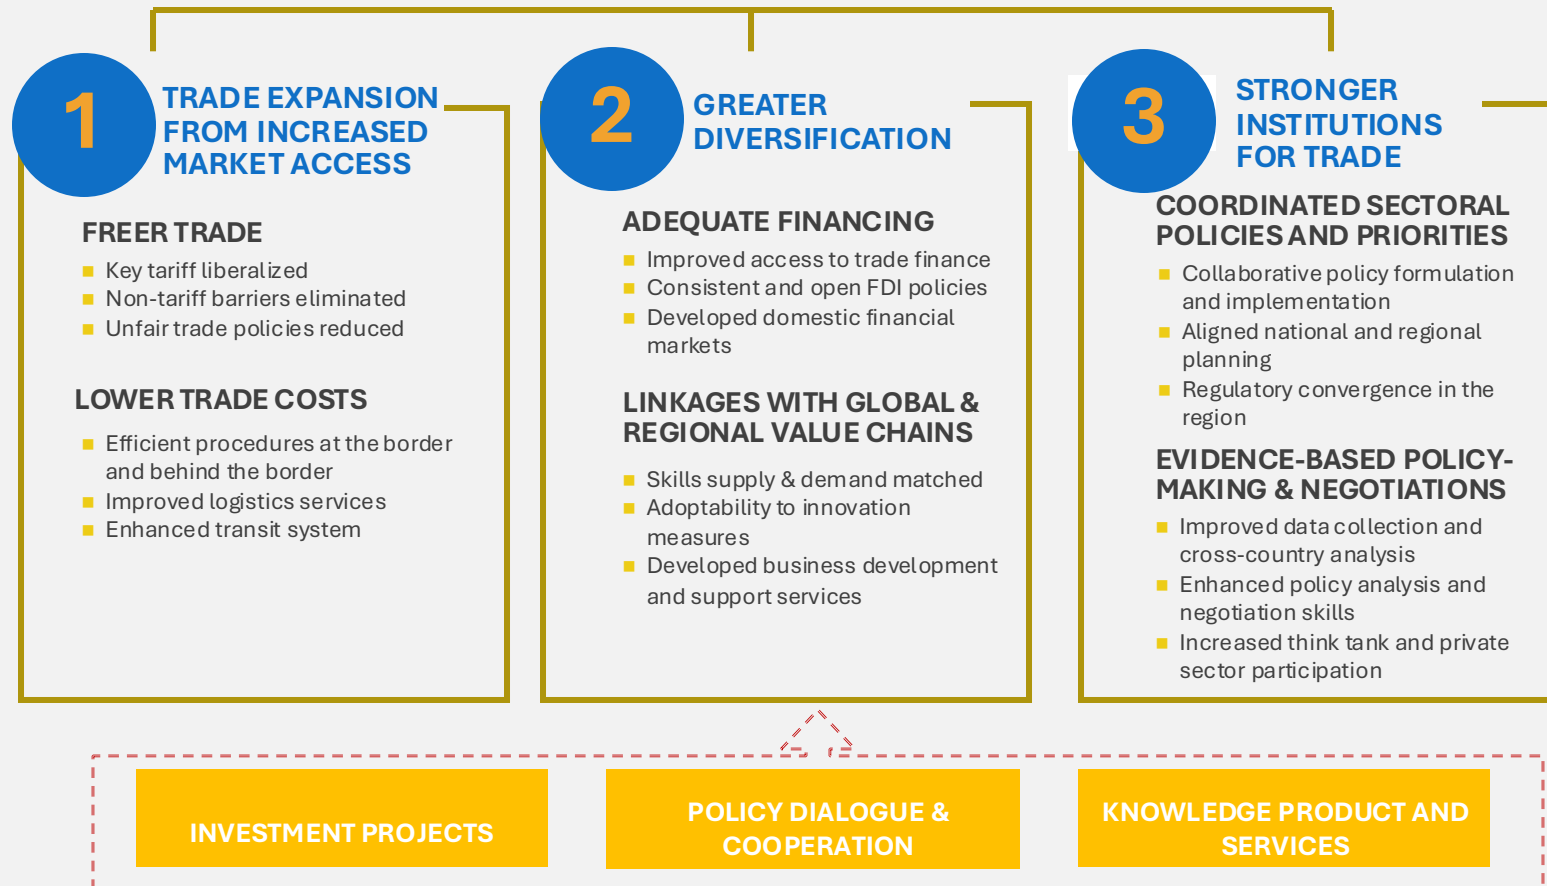 1
TRADE EXPANSION
FROM INCREASED
MARKET ACCESS
FREER TRADE
Key tariff liberalized
Non-tariff barriers eliminated
Unfair trade policies reduced
LOWER TRADE COSTS
Efficient procedures at the border
and behind the border
Improved logistics services
Enhanced transit system
2
GREATER
DIVERSIFICATION
ADEQUATE FINANCING
Improved access to trade finance
Consistent and open FDI policies
Developed domestic financial
markets
LINKAGES WITH GLOBAL &
REGIONAL VALUE CHAINS
Skills supply & demand matched
Adoptability to innovation
measures
Developed business development
and support services
3
STRONGER
INSTITUTIONS
FOR TRADE
COORDINATED SECTORAL
POLICIES AND PRIORITIES
Collaborative policy formulation
and implementation
Aligned national and regional
planning
Regulatory convergence in the
region
EVIDENCE-BASED POLICY-
MAKING & NEGOTIATIONS
Improved data collection and
cross-country analysis
Enhanced policy analysis and
negotiation skills
Increased think tank and private
sector participation
INVESTMENT PROJECTS
POLICY DIALOGUE &
COOPERATION
KNOWLEDGE PRODUCT AND
SERVICES